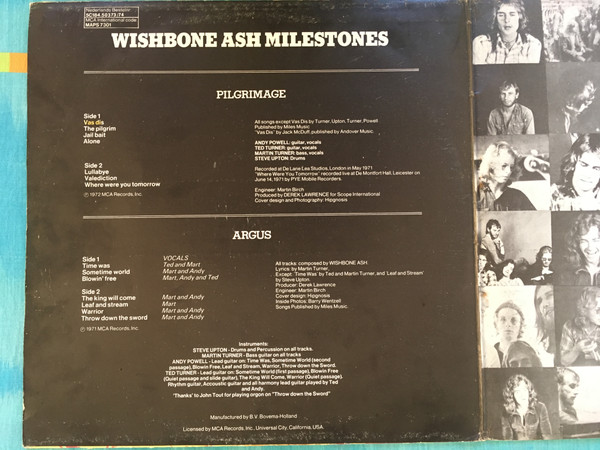 Nederlands Bestelnr.
5C184.50373/74
MCA International code
MAPS 7301
WISHBONE ASH MILESTONES
PILGRIMAGE
Side 1
Vas dis
The pilgrim
Jail bait
Alone
Side 2
Lullabye
Valediction
Where were you tomorrow
℗ 1972 MCA Records, Inc.
All songs except Vas Dis by Turner, Upton, Turner, Powell
Published by Miles Music
"Vas Dis" by Jack McDuff, published by Andover Music.
ANDY POWELL: guitar, vocals
TED TURNER: guitar, vocals
MARTIN TURNER: bass, vocals
STEVE UPTON: Drums
Recorded at De Lane Lea Studios, London in May 1971
"Where Were You Tomorrow" recorded live at De Montfort Hall, Leicester on
June 14, 1971 by PYE Mobile Recorders.
Engineer: Martin Birch
Produced by DEREK LAWRENCE for Scope International
Cover design and Photography: Hipgnosis
ARGUS
Side 1 VOCALS
Time was Ted and Mart
Sometime world Mart and Andy
Blowin' free Mart, Andy and Ted
Side 2
The king will come Mart and Andy
Leaf and stream Mart
Warrior Mart and Andy
Throw down the sword Mart and Andy
℗ 1971 MCA Records, Inc.
All tracks: composed by WISHBONE ASH
Lyrics: by Martin Turner,
Except: 'Time Was' by Ted and Martin Turner, and 'Leaf and Stream'
by Steve Upton.
Producer: Derek Lawrence
Engineer: Martin Birch
Cover design: Hipgnosis
Inside Photos: Barry Wentzell
Songs Published by Miles Music.
Instruments:
STEVE UPTON - Drums and Percussion on all tracks.
MARTIN TURNER - Bass guitar on all tracks
ANDY POWELL - Lead guitar on: Time Was, Sometime World (second
passage), Blowin Free, Leaf and Stream, Warrior, Throw down the Sword.
TED TURNER - Lead guitar on: Sometime World (first passage), Blowin Free
(Quiet passage and slide guitar), The King Will Come, Warrior (Quiet passage).
Rhythm guitar, Accoustic guitar and all harmony lead guitar played by Ted
and Andy.
'Thanks' to John Tout for playing organ on "Throw down the Sword"
Manufactured by B.V. Bovema-Holland
Licensed by MCA Records, Inc., Universal City, California, USA.